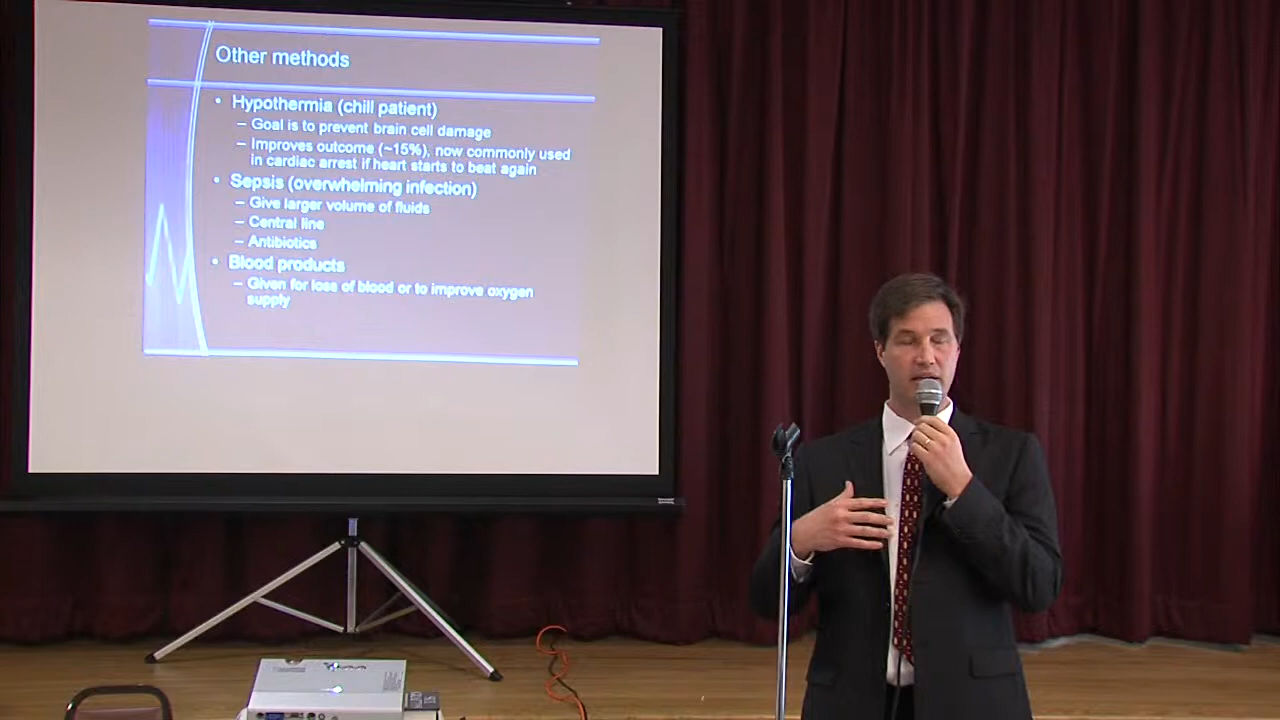 Other methods
• Hypothermia (chill patient)
– Goal is to prevent brain cell damage
– Improves outcome (~15%), now commonly used
in cardiac arrest if heart starts to beat again
• Sepsis (overwhelming infection)
– Give larger volume of fluids
– Central line
– Antibiotics
• Blood products
– Given for loss of blood or to improve oxygen
supply